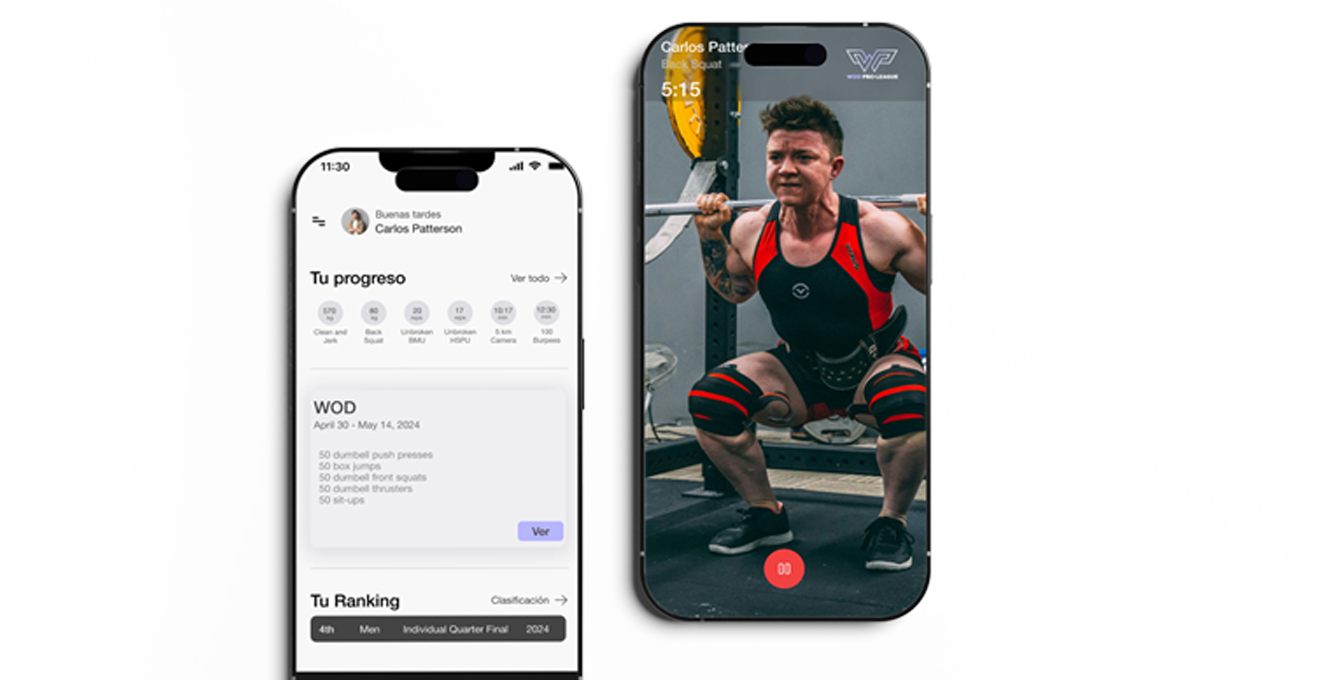 11:30
Buenas tardes
Carlos Patterson
Tu progreso
Ver todo
570 kg
80 kg
20 reps
17 reps
10:17 min
12:30 min
Clean and Jerk
Back Squat
Unbroken BMU
Unbroken HSPU
5 km Carrera
100 Burpess
WOD
April 30 - May 14, 2024
50 dumbell push presses
50 box jumps
50 dumbell front squats
50 dumbell thrusters
50 sit-ups
Ver
Tu Ranking
Clasificación
4th Men Individual Quarter Final 2024
Carlos Patte
Back Squat
5:15
WOD PRO LEAGUE